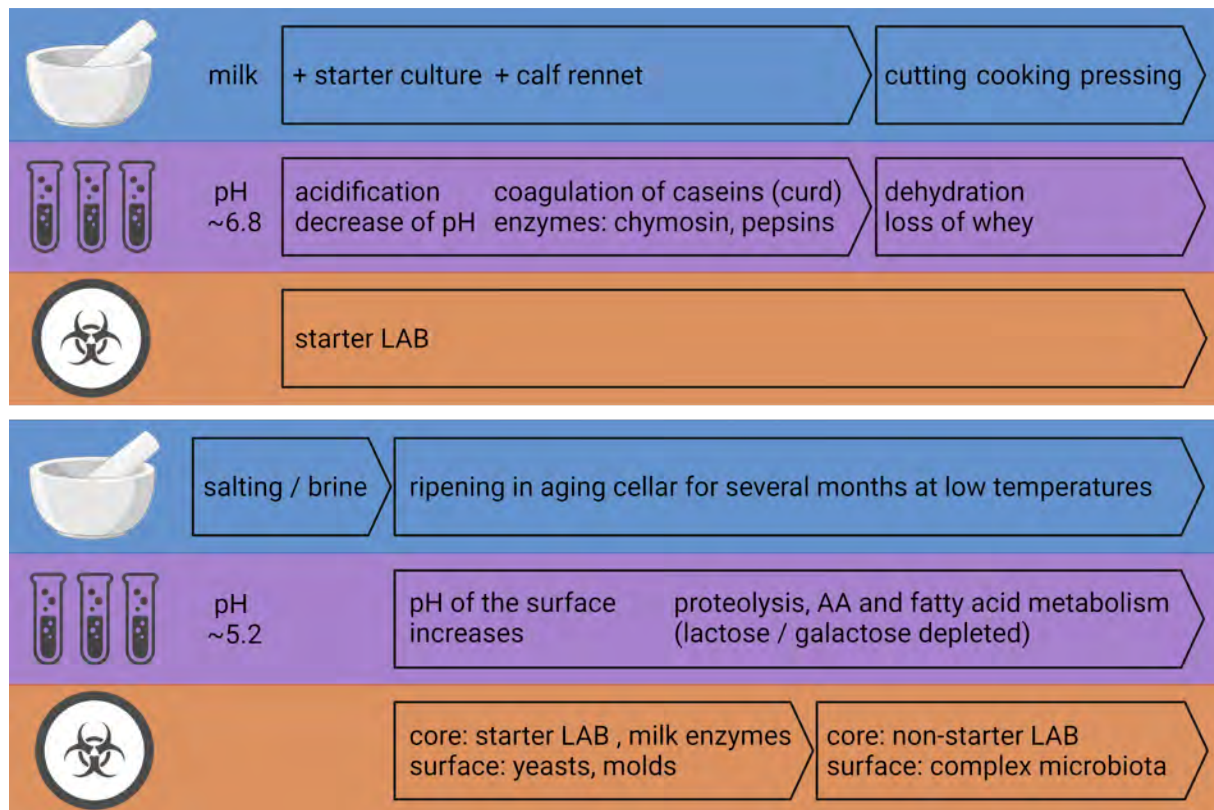 milk
+ starter culture + calf rennet
cutting cooking pressing
pH
~6.8
acidification
decrease of pH
coagulation of caseins (curd)
enzymes: chymosin, pepsins
dehydration
loss of whey
starter LAB
salting / brine
ripening in aging cellar for several months at low temperatures
pH
~5.2
pH of the surface
increases
proteolysis, AA and fatty acid metabolism
(lactose / galactose depleted)
core: starter LAB , milk enzymes
surface: yeasts, molds
core: non-starter LAB
surface: complex microbiota